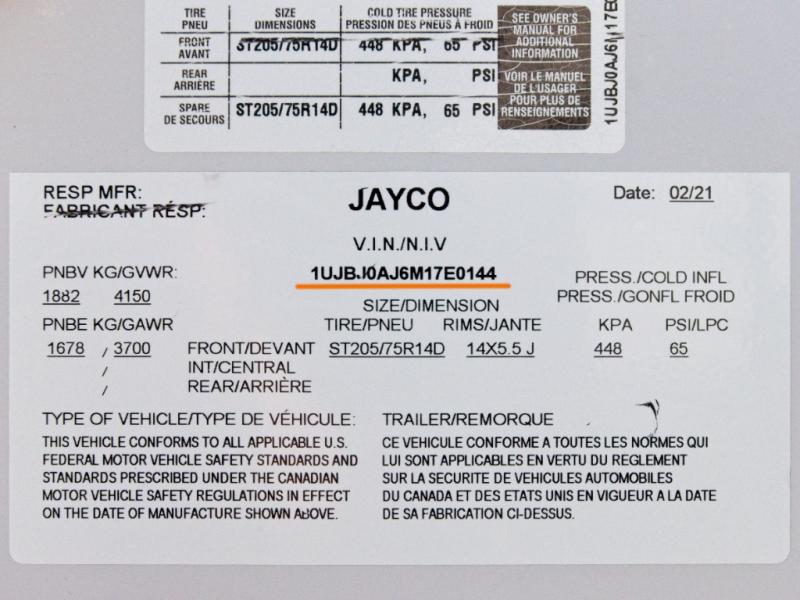 TIRE PNEU SIZE DIMENSIONS COLD TIRE PRESSURE PRESSION DES PNEUS À FROID
FRONT AVANT ST205/75R14D 448 KPA, 65 PSI
REAR ARRIÈRE KPA, PSI
SPARE DE SECOURS ST205/75R14D 448 KPA, 65 PSI
SEE OWNER'S
MANUAL FOR
ADDITIONAL
INFORMATION
VOIR LE MANUEL
DE L'USAGER
POUR PLUS DE
RENSEIGNEMENTS
1UJBJ0AJ6M17E0
RESP MFR: JAYCO Date: 02/21
FABRICANT RÉSP:
V.I.N./N.I.V
PNBV KG/GVWR: 1UJBJ0AJ6M17E0144 PRESS./COLD INFL
1882 4150 SIZE/DIMENSION PRESS./GONFL FROID
PNBE KG/GAWR TIRE/PNEU RIMS/JANTE KPA PSI/LPC
1678 / 3700 FRONT/DEVANT ST205/75R14D 14X5.5 J 448 65
/ INT/CENTRAL
/ REAR/ARRIÈRE
TYPE OF VEHICLE/TYPE DE VÉHICULE: TRAILER/REMORQUE
THIS VEHICLE CONFORMS TO ALL APPLICABLE U.S.
FEDERAL MOTOR VEHICLE SAFETY STANDARDS AND
STANDARDS PRESCRIBED UNDER THE CANADIAN
MOTOR VEHICLE SAFETY REGULATIONS IN EFFECT
ON THE DATE OF MANUFACTURE SHOWN ABOVE.
CE VEHICULE CONFORME A TOUTES LES NORMES QUI
LUI SONT APPLICABLES EN VERTU DU REGLEMENT
SUR LA SECURITE DE VEHICULES AUTOMOBILES
DU CANADA ET DES ETATS UNIS EN VIGUEUR A LA DATE
DE SA FABRICATION CI-DESSUS.